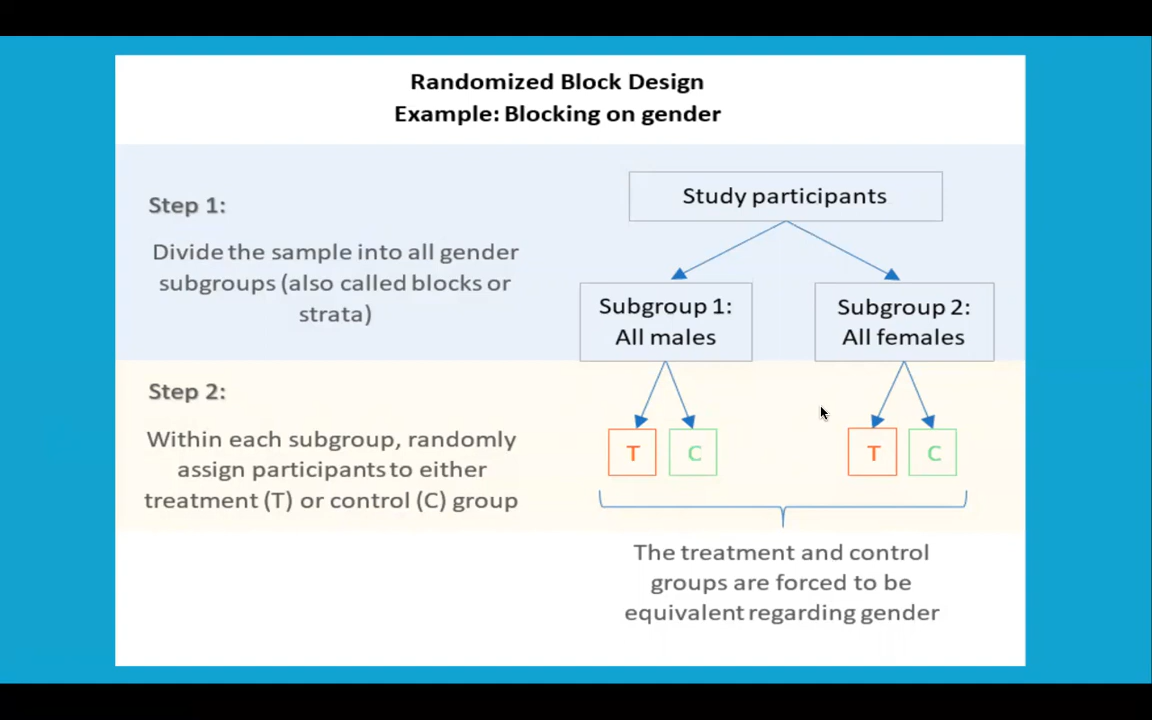 Randomized Block Design
Example: Blocking on gender
Step 1:
Divide the sample into all gender
subgroups (also called blocks or
strata)
Study participants
Subgroup 1:
All males
Subgroup 2:
All females
Step 2:
Within each subgroup, randomly
assign participants to either
treatment (T) or control (C) group
T C T C
The treatment and control
groups are forced to be
equivalent regarding gender